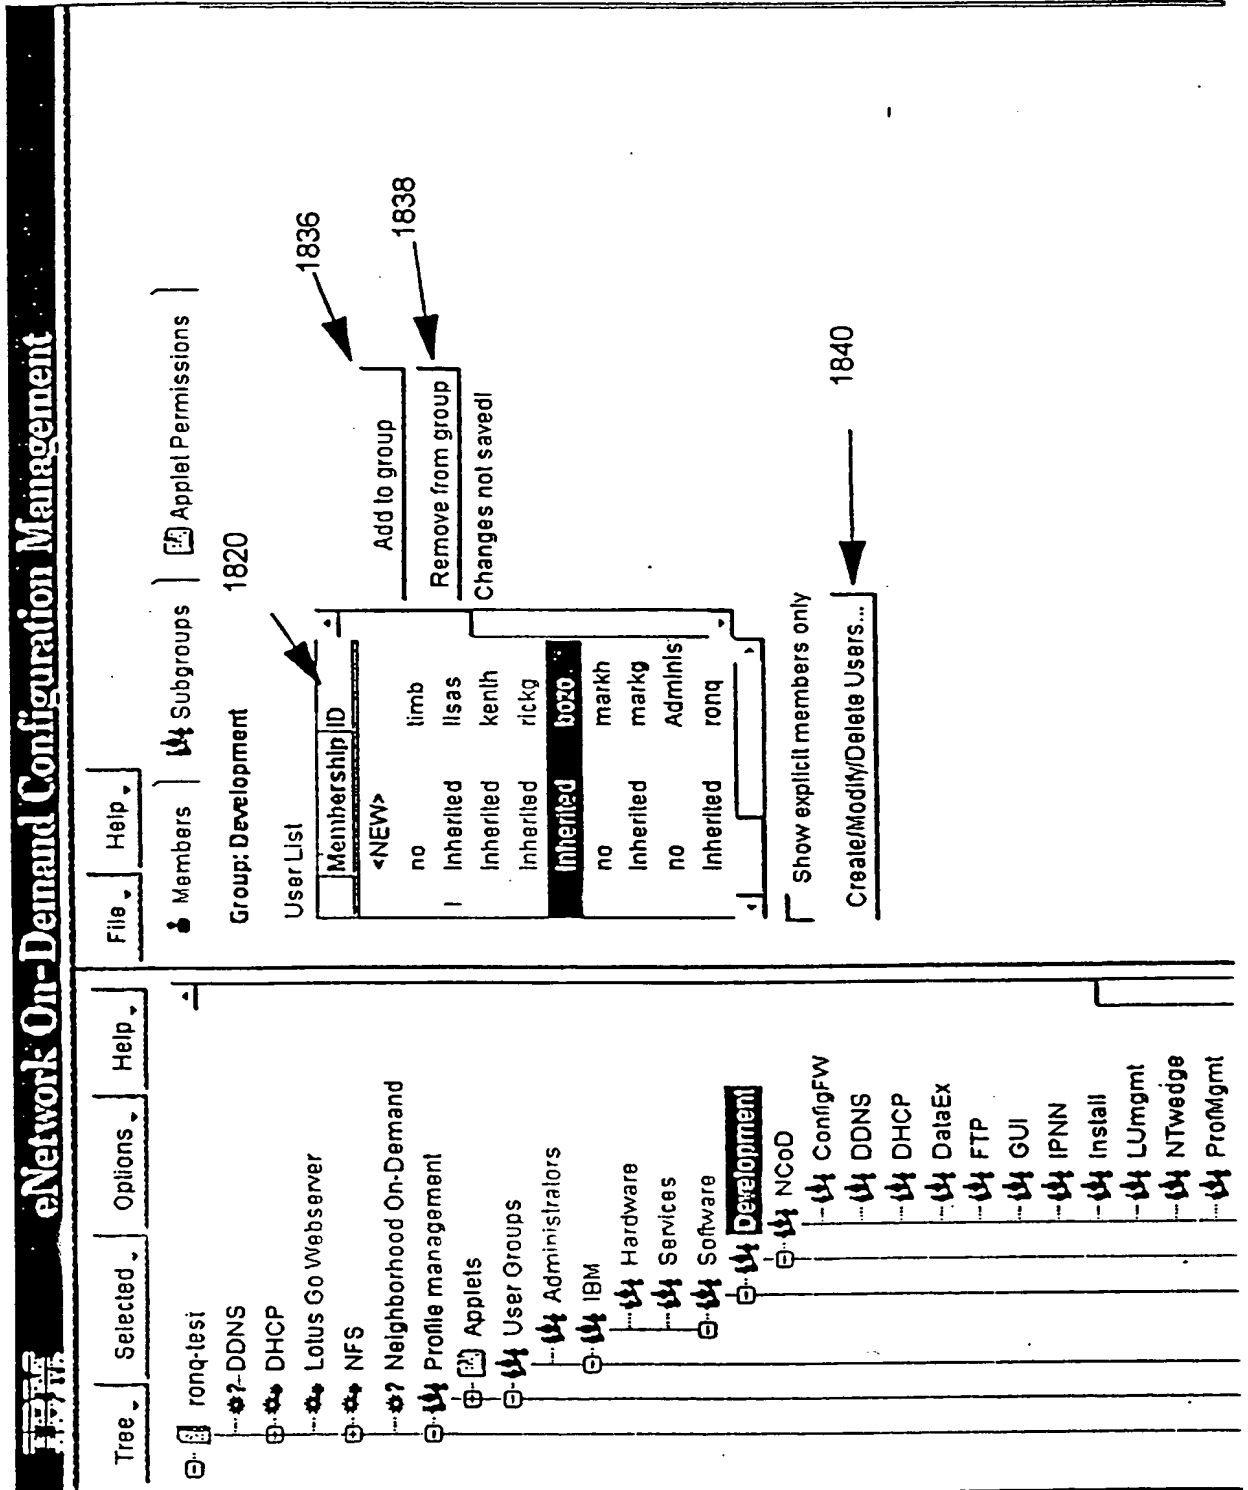 IBM
eNetwork On-Demand Configuration Management
Tree
Selected
Options
Help
ronq-test
?-DDNS
DHCP
Lotus Go Webserver
NFS
? Neighborhood On-Demand
Profile management
Applets
User Groups
Administrators
IBM
Hardware
Services
Software
Development
NCoD
ConfigFW
DDNS
DHCP
DataEx
FTP
GUI
IPNN
Install
LUmgmt
NTwedge
ProfMgmt
File
Help
Members
Subgroups
Applet Permissions
Group: Development
1820
User List
Membership ID
<NEW>
no timb
Inherited llsas
Inherited kenlh
Inherited rickg
Inherited bozo
no markh
Inherited markg
no Adminis
Inherited ronq
Add to group
1836
Remove from group
1838
Changes not saved!
Show explicit members only
Create/Modify/Delete Users...
1840